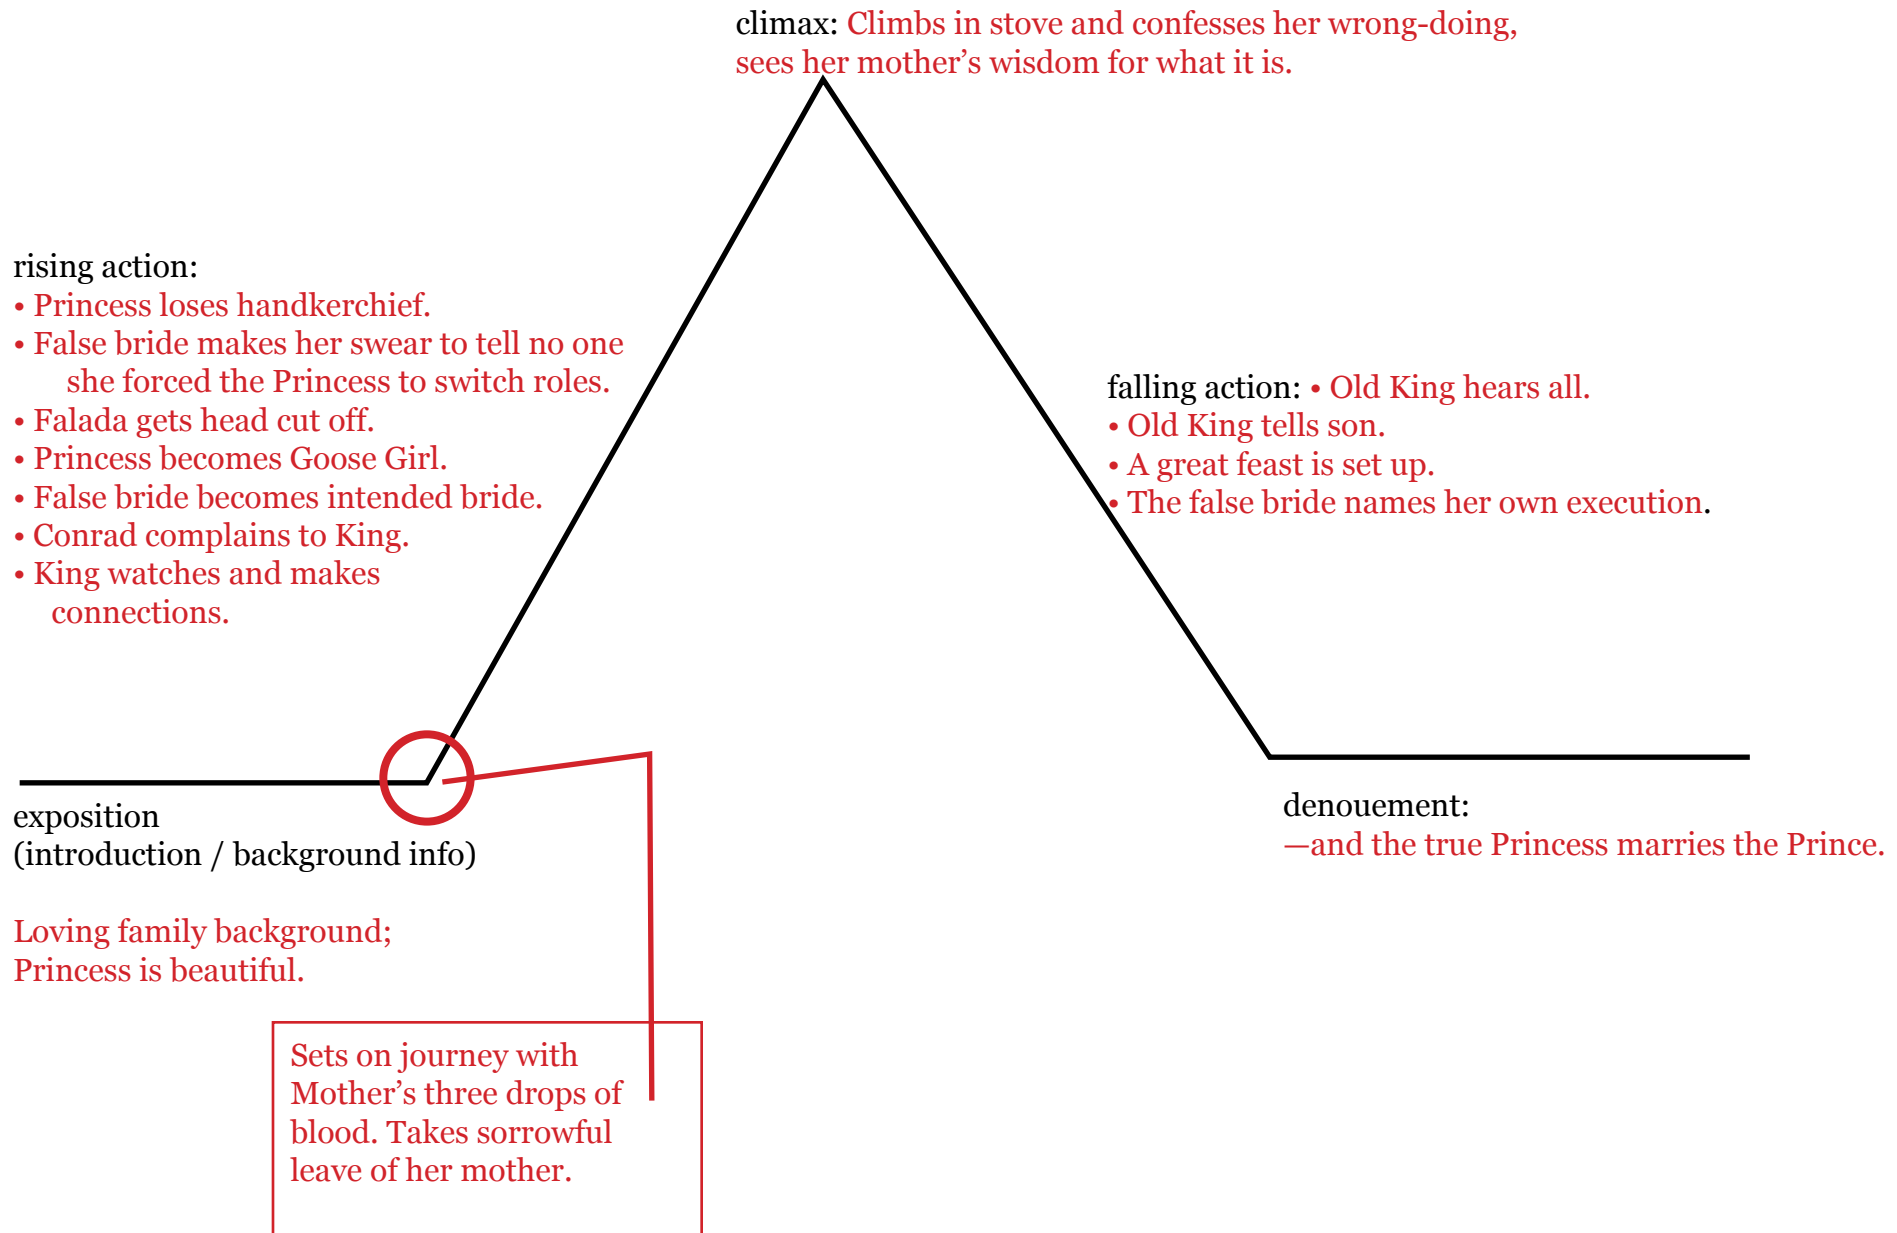 climax: Climbs in stove and confesses her wrong-doing,
sees her mother’s wisdom for what it is.
rising action:
• Princess loses handkerchief.
• False bride makes her swear to tell no one
she forced the Princess to switch roles.
• Falada gets head cut off.
• Princess becomes Goose Girl.
• False bride becomes intended bride.
• Conrad complains to King.
• King watches and makes
connections.
falling action: • Old King hears all.
• Old King tells son.
• A great feast is set up.
• The false bride names her own execution.
exposition
(introduction / background info)
Loving family background;
Princess is beautiful.
denouement:
—and the true Princess marries the Prince.
Sets on journey with
Mother’s three drops of
blood. Takes sorrowful
leave of her mother.